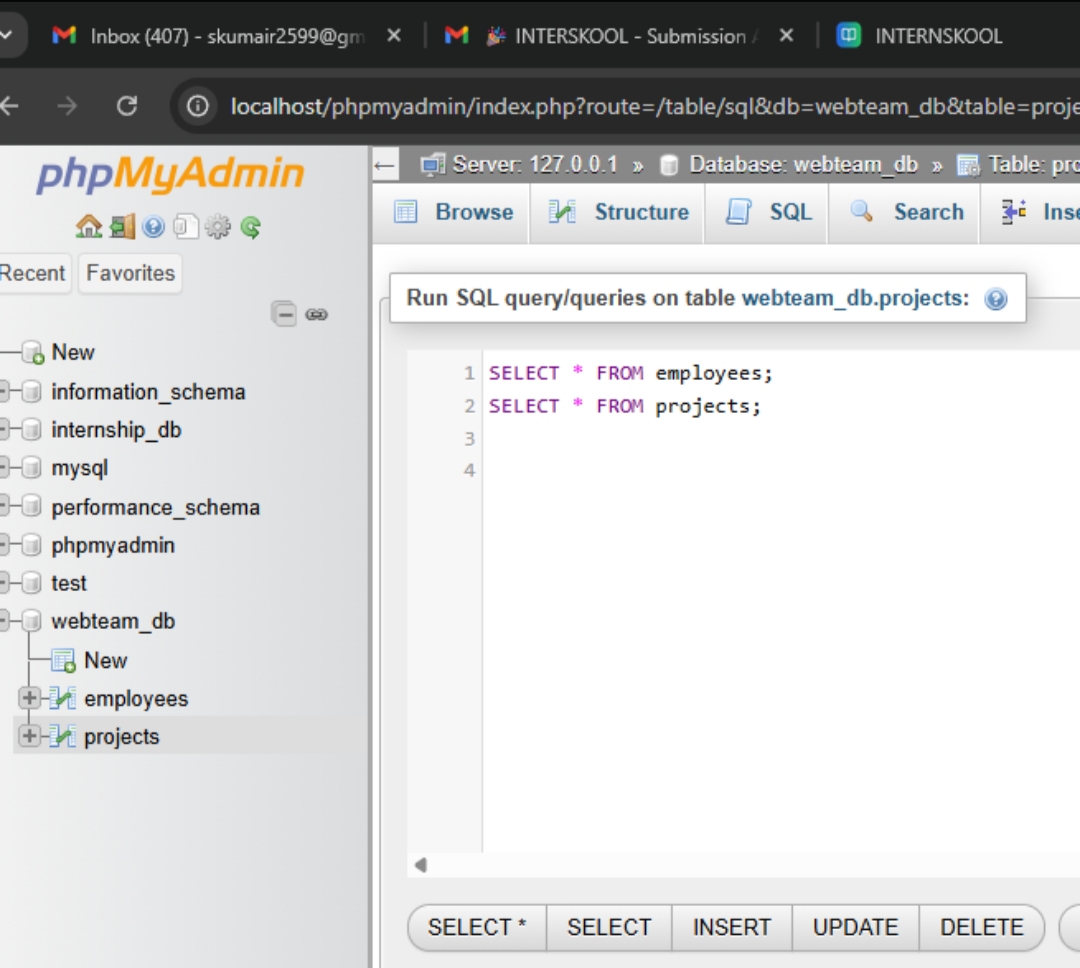 Inbox (407) - skumair2599@gm
INTERSKOOL - Submission
INTERNSKOOL
localhost/phpmyadmin/index.php?route=/table/sql&db=webteam_db&table=proje
phpMyAdmin
Recent
Favorites
New
information_schema
internship_db
mysql
performance_schema
phpmyadmin
test
webteam_db
New
employees
projects
Server: 127.0.0.1 » Database: webteam_db » Table: pro
Browse
Structure
SQL
Search
Inse
Run SQL query/queries on table webteam_db.projects:
1 SELECT * FROM employees;
2 SELECT * FROM projects;
3
4
SELECT *
SELECT
INSERT
UPDATE
DELETE